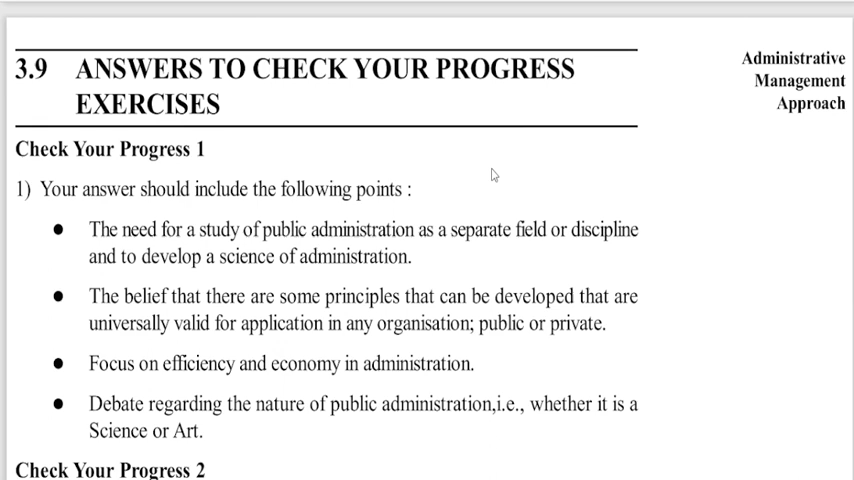 3.9 ANSWERS TO CHECK YOUR PROGRESS
EXERCISES
Administrative
Management
Approach
Check Your Progress 1
1) Your answer should include the following points :
● The need for a study of public administration as a separate field or discipline
and to develop a science of administration.
● The belief that there are some principles that can be developed that are
universally valid for application in any organisation; public or private.
● Focus on efficiency and economy in administration.
● Debate regarding the nature of public administration,i.e., whether it is a
Science or Art.
Check Your Progress 2